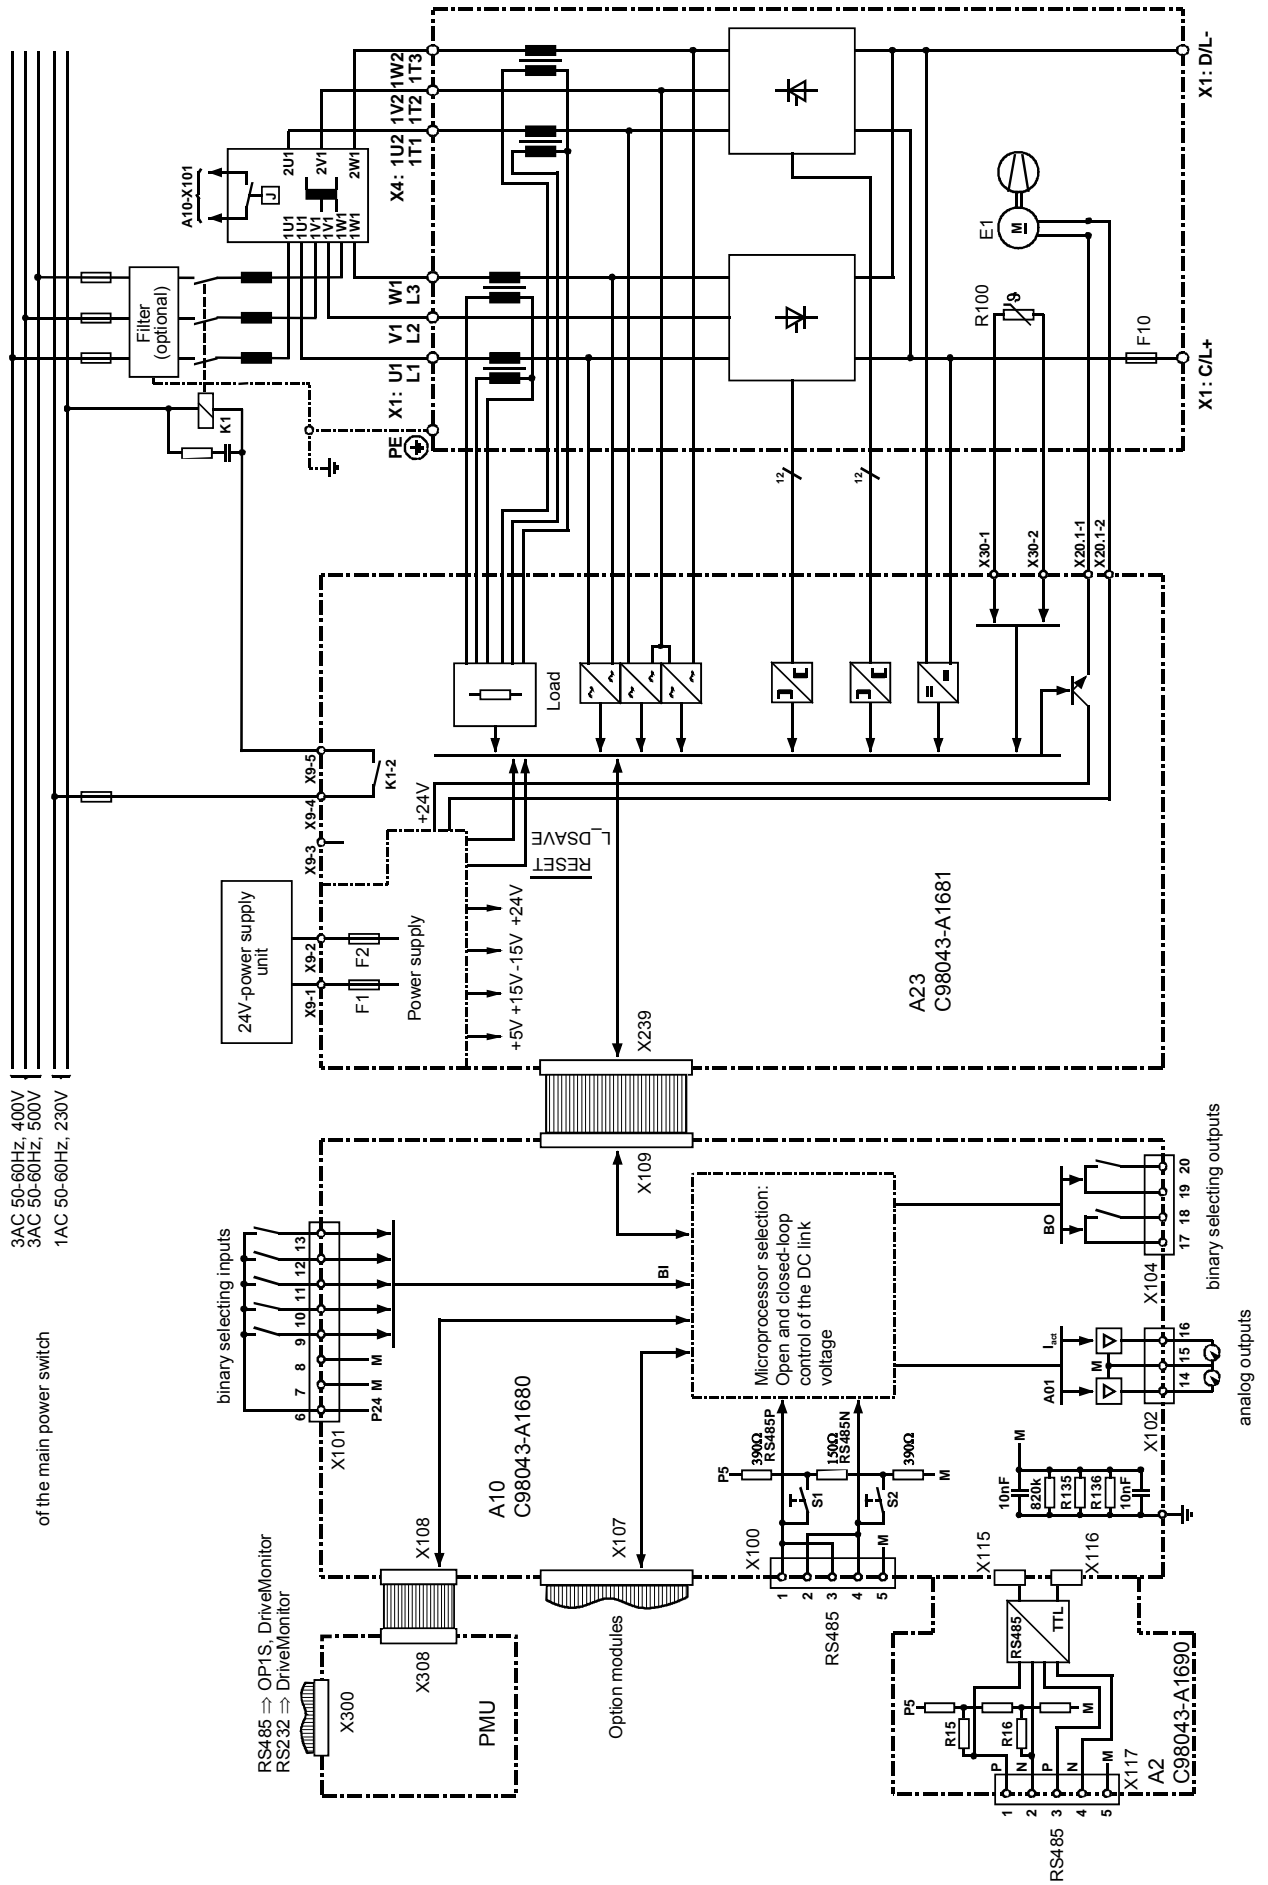 3AC 50-60Hz, 400V
3AC 50-60Hz, 500V
1AC 50-60Hz, 230V
of the main power switch
A10-X101
J
1U1
1U1
1V1
1V1
1W1
1W1
2U1
2V1
2W1
Filter
(optional)
K1
X4: 1U2 1V2 1W2
1T1 1T2 1T3
X1: U1 V1 W1
L1 L2 L3
PE
X1: D/L-
X1: C/L+
F10
R100
ϑ
E1
M
12
12
X30-1
X30-2
X20.1-1
X20.1-2
Load
X9-5
X9-4
X9-3
X9-2
X9-1
K1-2
24V-power supply
unit
F1
F2
Power supply
+24V
L_DSAVE
RESET
+5V +15V -15V +24V
A23
C98043-A1681
X239
X109
binary selecting inputs
X101
6 7 8 9 10 11 12 13
P24 M M
BI
A10
C98043-A1680
Microprocessor selection:
Open and closed-loop
control of the DC link
voltage
BO
17 18 19 20
X104
binary selecting outputs
A01
M
Iact
14 15 16
X102
analog outputs
RS485 ⇒ OP1S, DriveMonitor
RS232 ⇒ DriveMonitor
X300
PMU
X308
X108
X107
Option modules
X100
RS485
1
2
3
4
5
M
P5
390Ω
RS485P
150Ω
RS485N
390Ω
M
S1
S2
M
10nF
820k
R135
R136
10nF
X115
X116
RS485
TTL
P5
R15
R16
M
P
N
P
N
M
1
2
3
4
5
X117
RS485
A2
C98043-A1690